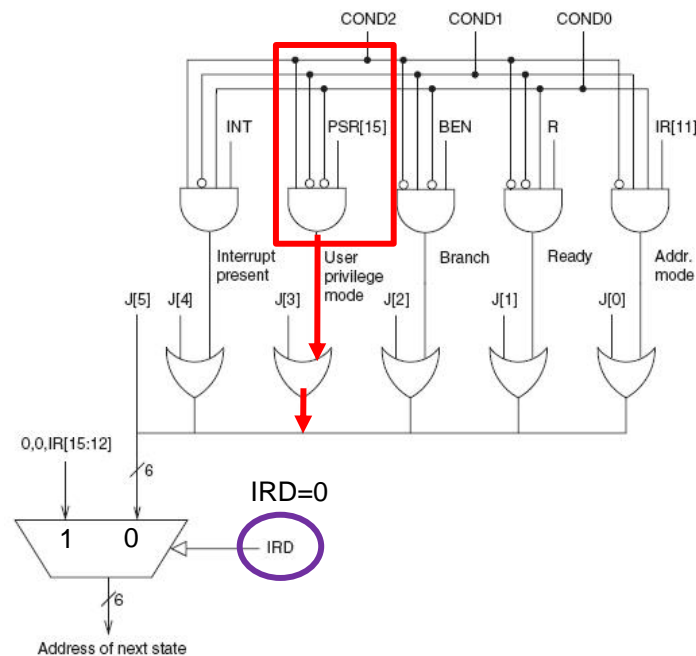 COND2 COND1 COND0
INT PSR[15] BEN R IR[11]
Interrupt present
User privilege mode
Branch
Ready
Addr. mode
J[5] J[4] J[3] J[2] J[1] J[0]
0,0,IR[15:12]
6
IRD=0
1 0
IRD
6
Address of next state